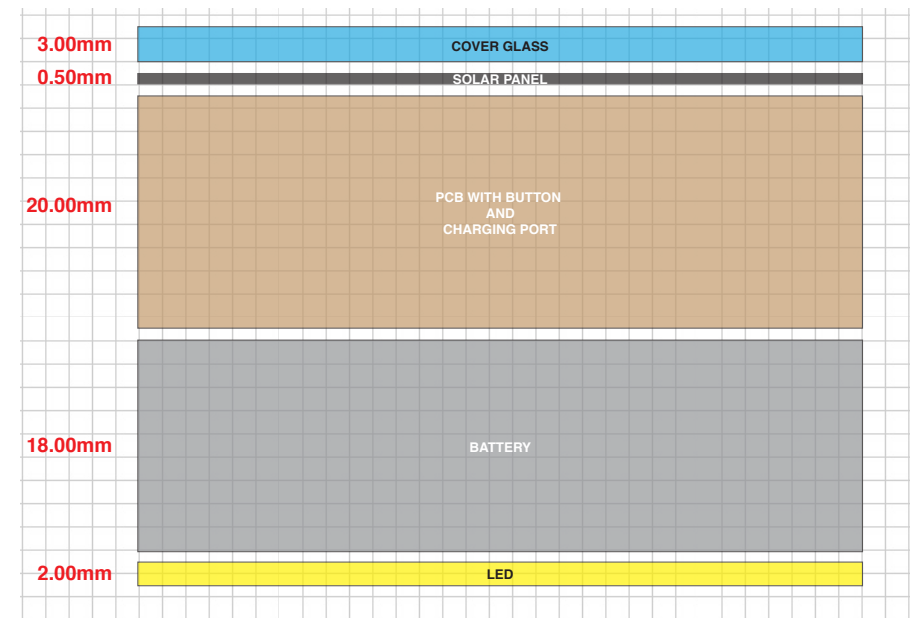 3.00mm
COVER GLASS
0.50mm
SOLAR PANEL
20.00mm
PCB WITH BUTTON
AND
CHARGING PORT
18.00mm
BATTERY
2.00mm
LED